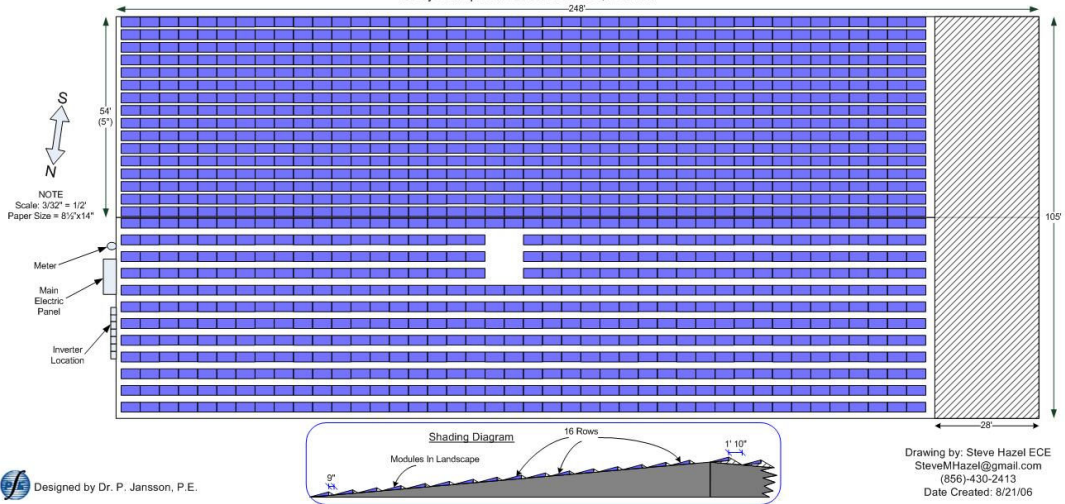 248'
S
54'
(5°)
N
NOTE
Scale: 3/32" = 1/2'
Paper Size = 8½"x14"
105'
Meter
Main
Electric
Panel
Inverter
Location
28'
Shading Diagram
16 Rows
1' 10"
Modules In Landscape
9"
Designed by Dr. P. Jansson, P.E.
Drawing by: Steve Hazel ECE
SteveMHazel@gmail.com
(856)-430-2413
Date Created: 8/21/06